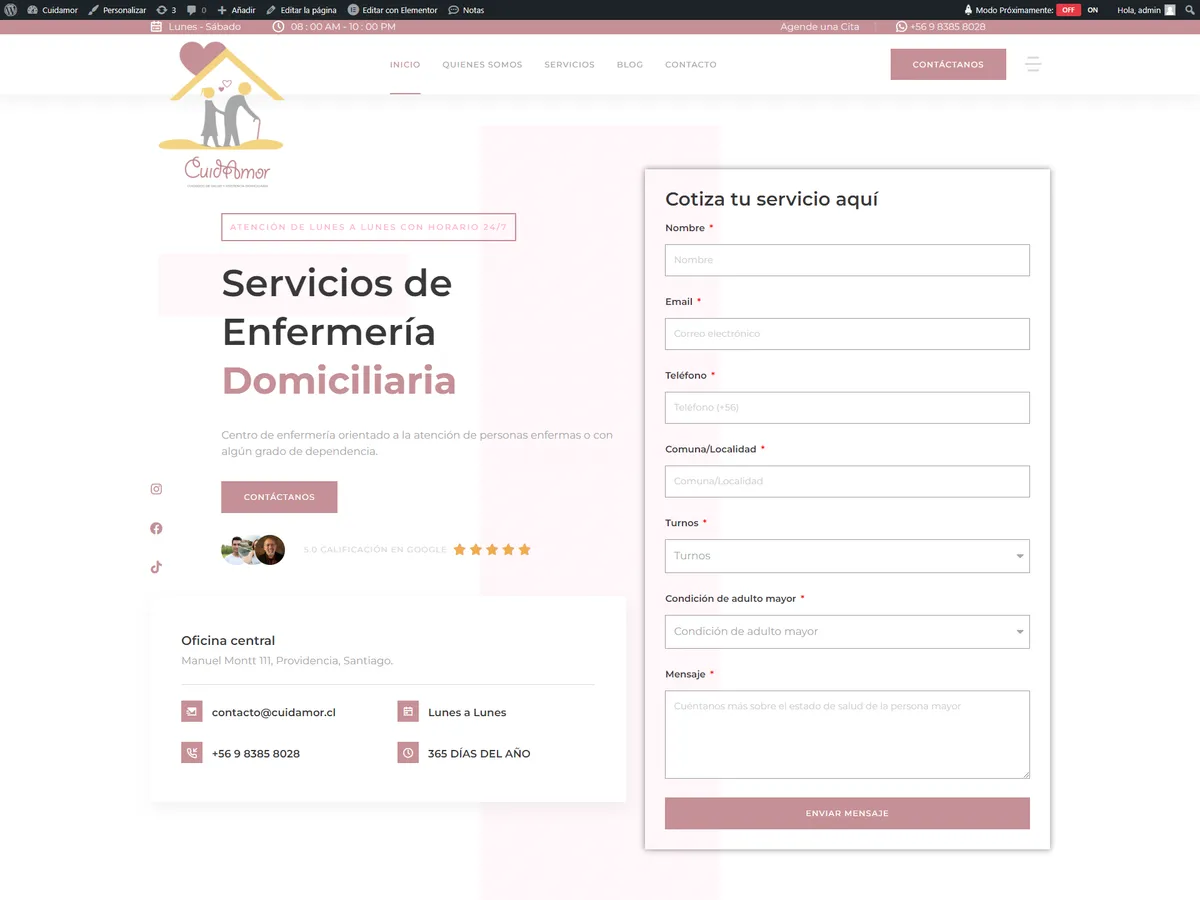 Cuidamor Personalizar 3 0 Añadir Editar la página Editar con Elementor Notas Modo Próximamente: OFF ON Hola, admin
Lunes - Sábado 08 : 00 AM - 10 : 00 PM Agende una Cita +56 9 8385 8028
INICIO QUIENES SOMOS SERVICIOS BLOG CONTACTO CONTÁCTANOS
CuidAmor
ATENCIÓN DE LUNES A LUNES CON HORARIO 24/7
Servicios de
Enfermería
Domiciliaria
Centro de enfermería orientado a la atención de personas enfermas o con
algún grado de dependencia.
CONTÁCTANOS
5.0 CALIFICACIÓN EN GOOGLE
Oficina central
Manuel Montt 111, Providencia, Santiago.
contacto@cuidamor.cl Lunes a Lunes
+56 9 8385 8028 365 DÍAS DEL AÑO
Cotiza tu servicio aquí
Nombre *
Nombre
Email *
Correo electrónico
Teléfono *
Teléfono (+56)
Comuna/Localidad *
Comuna/Localidad
Turnos *
Turnos
Condición de adulto mayor *
Condición de adulto mayor
Mensaje *
Cuéntanos más sobre el estado de salud de la persona mayor
ENVIAR MENSAJE